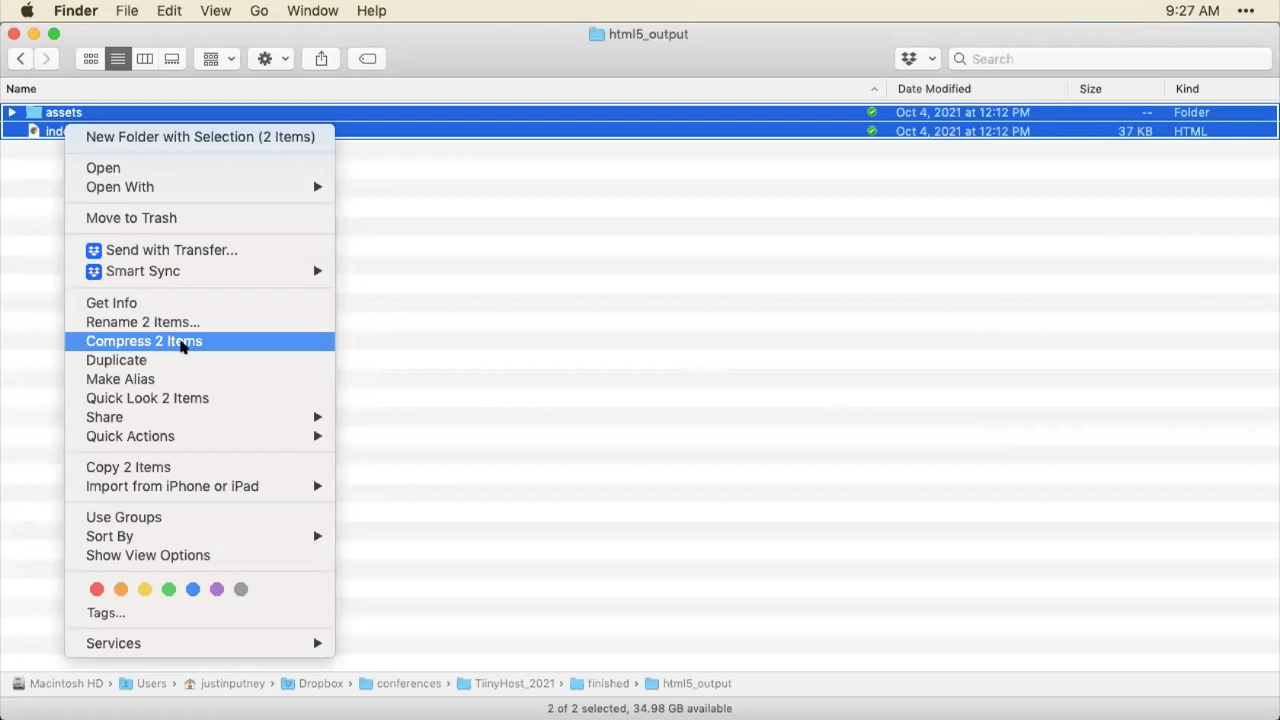 Finder File Edit View Go Window Help 9:27 AM •••
html5_output
Search
Name Date Modified Size Kind
assets Oct 4, 2021 at 12:12 PM -- Folder
Oct 4, 2021 at 12:12 PM 37 KB HTML
New Folder with Selection (2 Items)
Open
Open With
Move to Trash
Send with Transfer...
Smart Sync
Get Info
Rename 2 Items...
Compress 2 Items
Duplicate
Make Alias
Quick Look 2 Items
Share
Quick Actions
Copy 2 Items
Import from iPhone or iPad
Use Groups
Sort By
Show View Options
Tags...
Services
Macintosh HD › Users › justinputney › Dropbox › conferences › TiinyHost_2021 › finished › html5_output
2 of 2 selected, 34.98 GB available